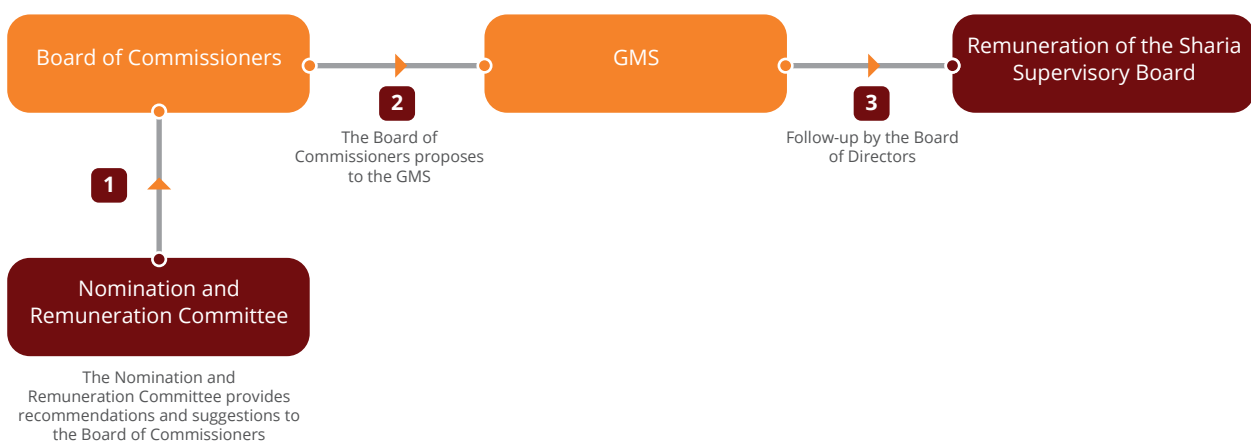 Board of Commissioners
GMS
Remuneration of the Sharia
Supervisory Board
2
The Board of
Commissioners proposes
to the GMS
3
Follow-up by the Board
of Directors
1
Nomination and
Remuneration Committee
The Nomination and
Remuneration Committee provides
recommendations and suggestions to
the Board of Commissioners